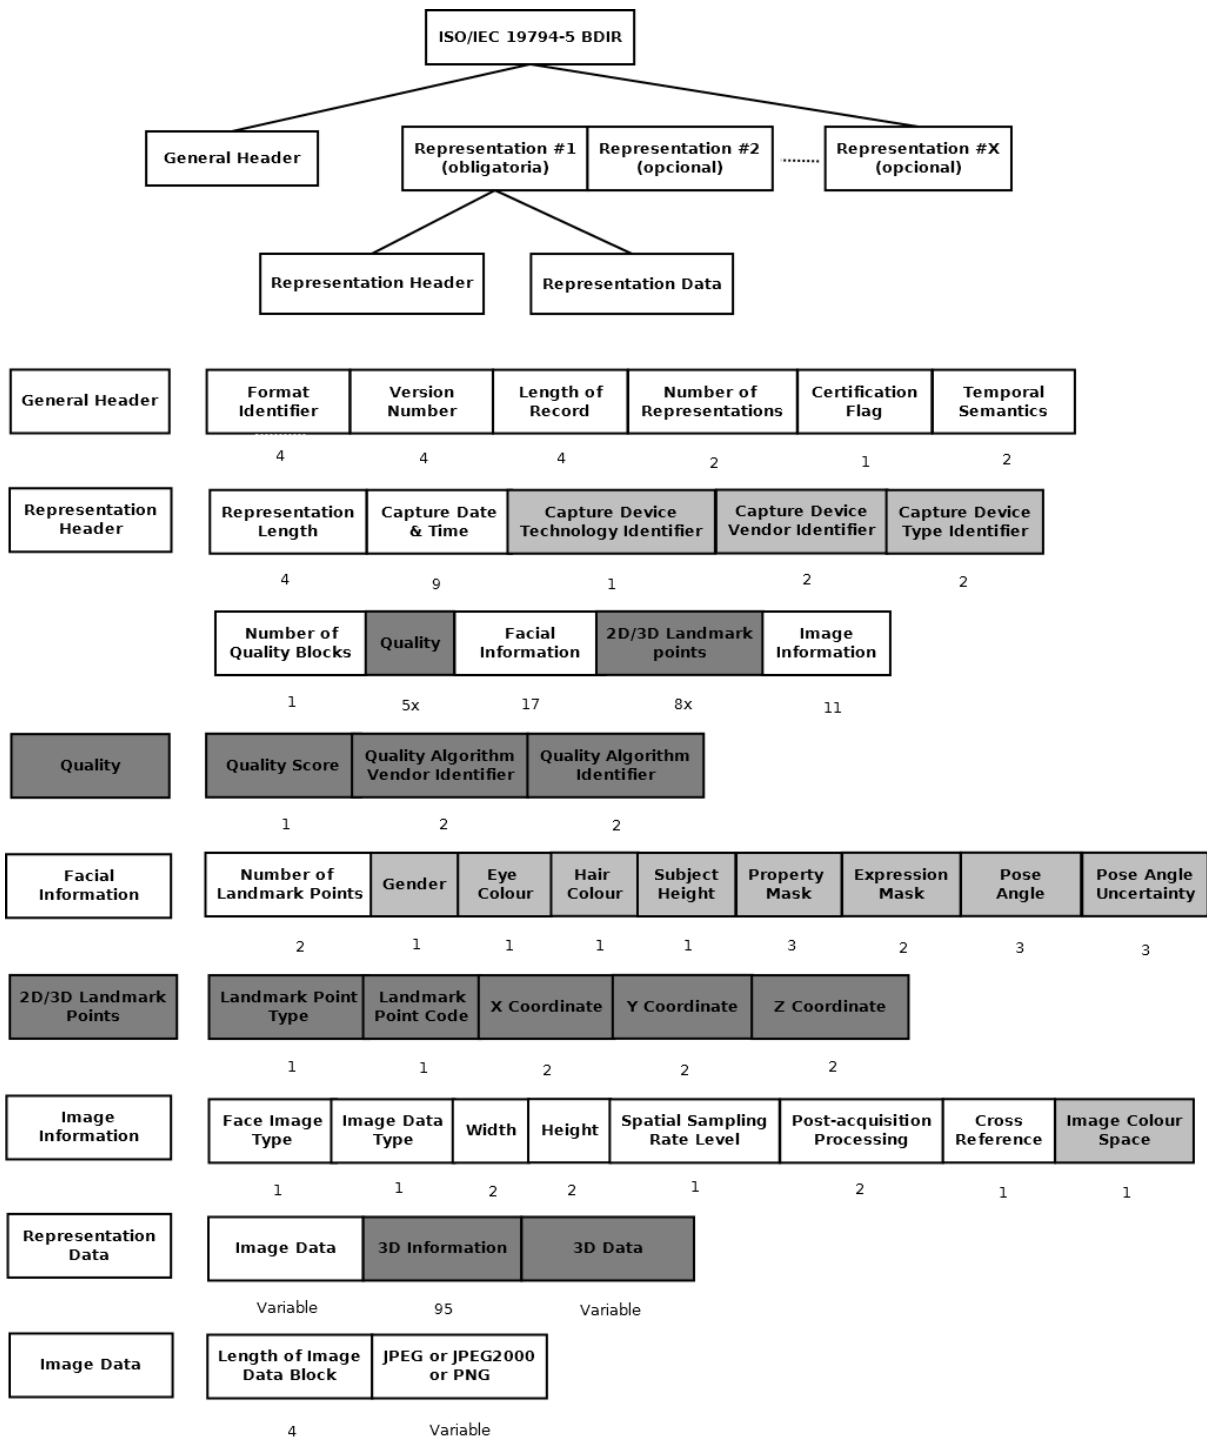 ISO/IEC 19794-5 BDIR
General Header
Representation #1
(obligatoria)
Representation #2
(opcional)
Representation #X
(opcional)
Representation Header
Representation Data
General Header
Format
Identifier
Version
Number
Length of
Record
Number of
Representations
Certification
Flag
Temporal
Semantics
4
4
4
2
1
2
Representation
Header
Representation
Length
Capture Date
& Time
Capture Device
Technology Identifier
Capture Device
Vendor Identifier
Capture Device
Type Identifier
4
9
1
2
2
Number of
Quality Blocks
Quality
Facial
Information
2D/3D Landmark
points
Image
Information
1
5x
17
8x
11
Quality
Quality Score
Quality Algorithm
Vendor Identifier
Quality Algorithm
Identifier
1
2
2
Facial
Information
Number of
Landmark Points
Gender
Eye
Colour
Hair
Colour
Subject
Height
Property
Mask
Expression
Mask
Pose
Angle
Pose Angle
Uncertainty
2
1
1
1
1
3
2
3
3
2D/3D Landmark
Points
Landmark Point
Type
Landmark
Point Code
X Coordinate
Y Coordinate
Z Coordinate
1
1
2
2
2
Image
Information
Face Image
Type
Image Data
Type
Width
Height
Spatial Sampling
Rate Level
Post-acquisition
Processing
Cross
Reference
Image Colour
Space
1
1
2
2
1
2
1
1
Representation
Data
Image Data
3D Information
3D Data
Variable
95
Variable
Image Data
Length of Image
Data Block
JPEG or JPEG2000
or PNG
4
Variable